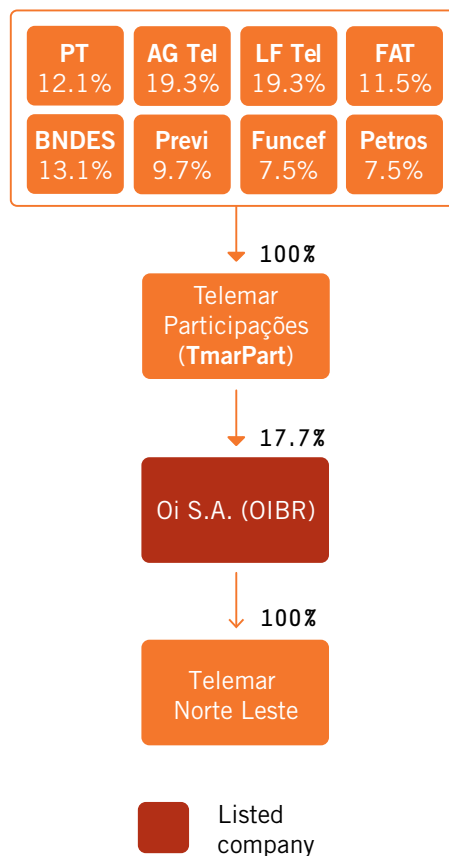 PT
12.1%
AG Tel
19.3%
LF Tel
19.3%
FAT
11.5%
BNDES
13.1%
Previ
9.7%
Funcef
7.5%
Petros
7.5%
100%
Telemar
Participações
(TmarPart)
17.7%
Oi S.A. (OIBR)
100%
Telemar
Norte Leste
Listed
company